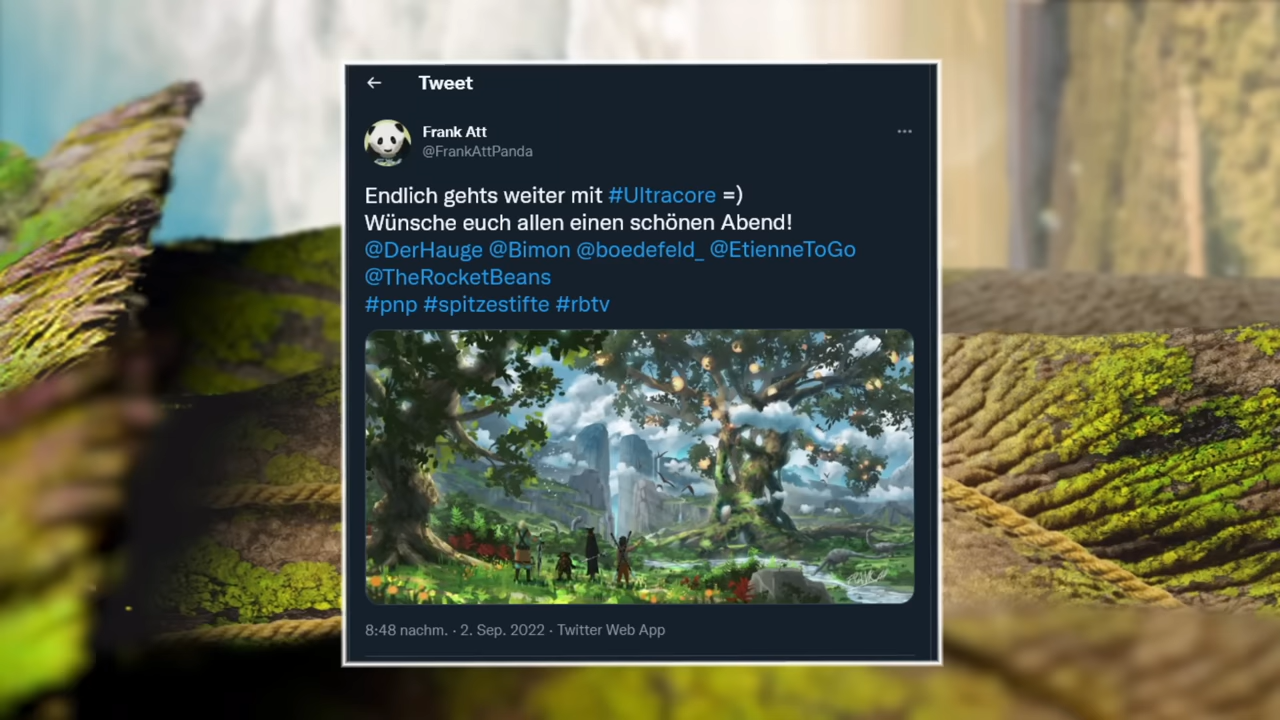 Tweet
Frank Att
@FrankAttPanda
Endlich gehts weiter mit #Ultracore =)
Wünsche euch allen einen schönen Abend!
@DerHauge @Bimon @boedefeld_ @EtienneToGo
@TheRocketBeans
#pnp #spitzestifte #rbtv
8:48 nachm. · 2. Sep. 2022 · Twitter Web App